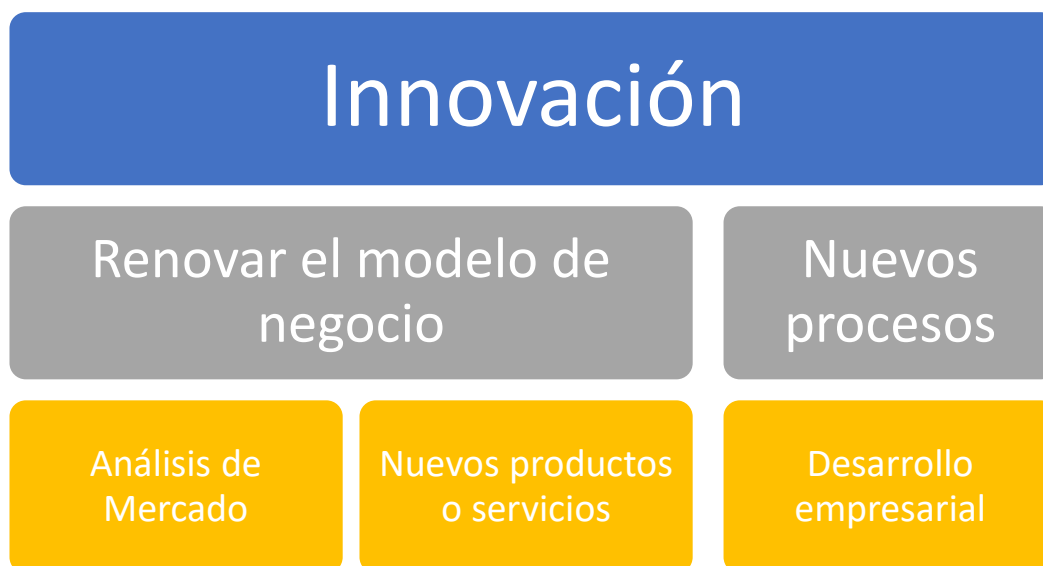 Innovación
Renovar el modelo de
negocio
Nuevos
procesos
Análisis de
Mercado
Nuevos productos
o servicios
Desarrollo
empresarial